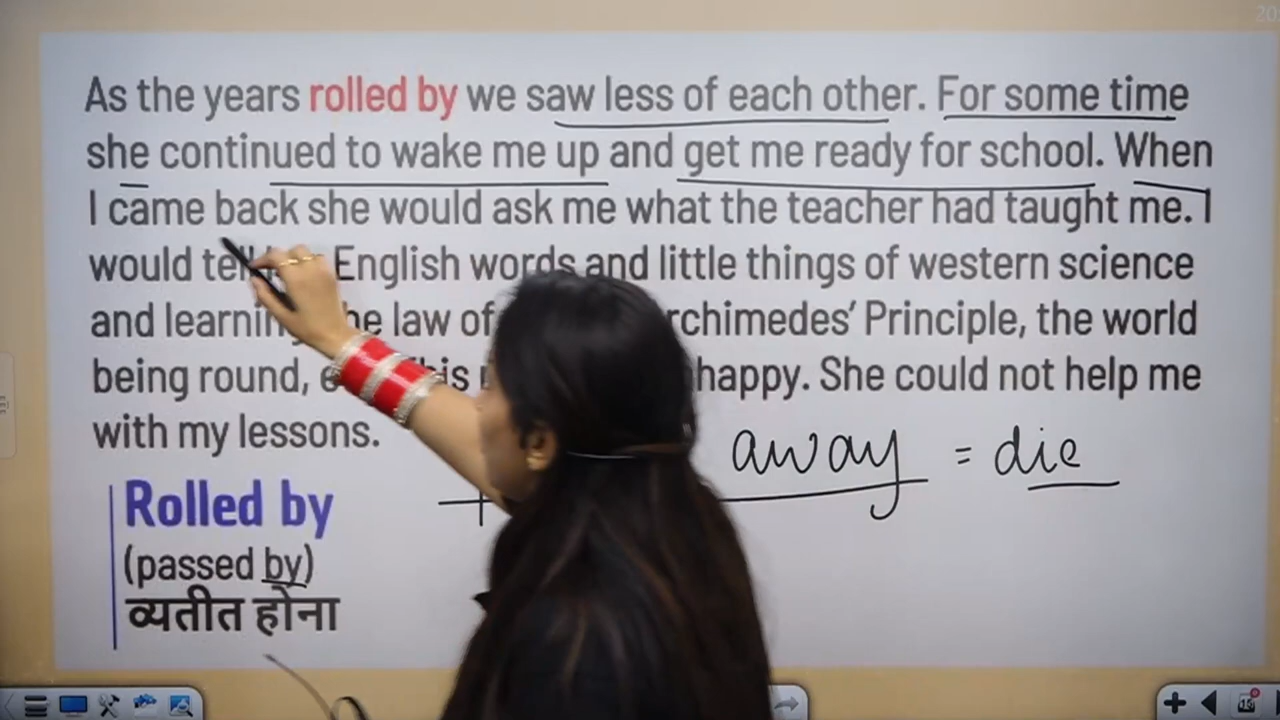 As the years rolled by we saw less of each other. For some time
she continued to wake me up and get me ready for school. When
I came back she would ask me what the teacher had taught me. I
would tell English words and little things of western science
and the law of Principle, the world
being round, happy. She could not help me
with my lessons.
away = die
Rolled by
(passed by)
व्यतीत होना